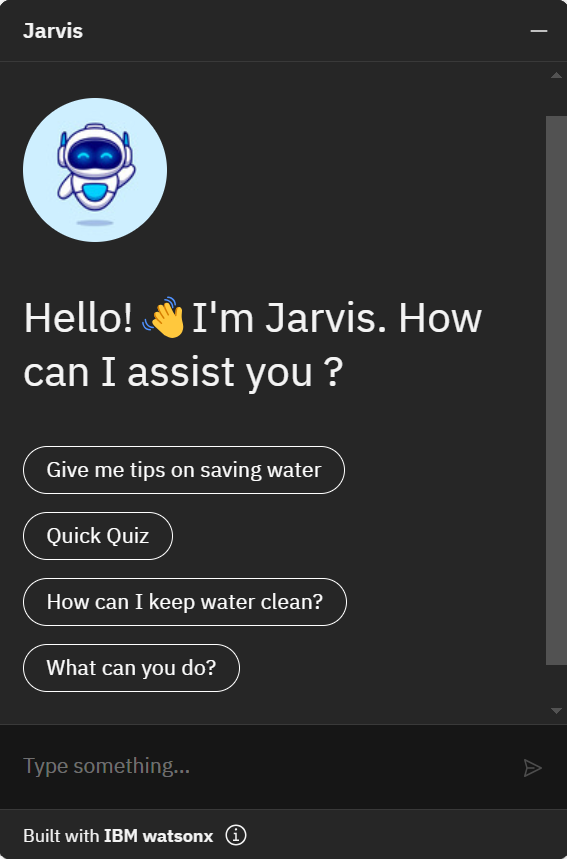 Jarvis
Hello! 👋 I'm Jarvis. How
can I assist you ?
Give me tips on saving water
Quick Quiz
How can I keep water clean?
What can you do?
Type something...
Built with IBM watsonx